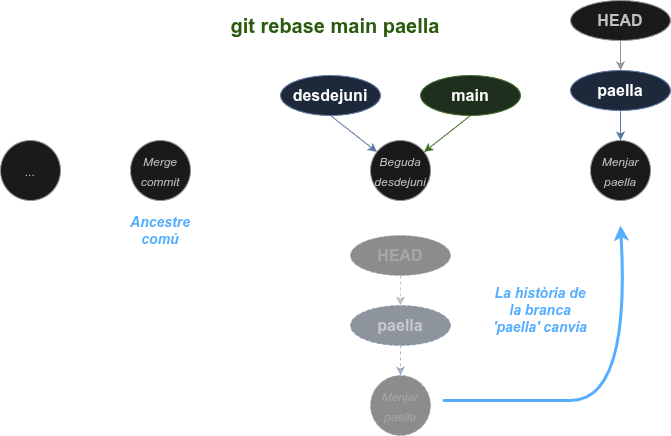 git rebase main paella
HEAD
desdejuni
main
paella
...
Merge
commit
Beguda
desdejuni
Menjar
paella
Ancestre
comú
HEAD
paella
Menjar
paella
La història de
la branca
'paella' canvia